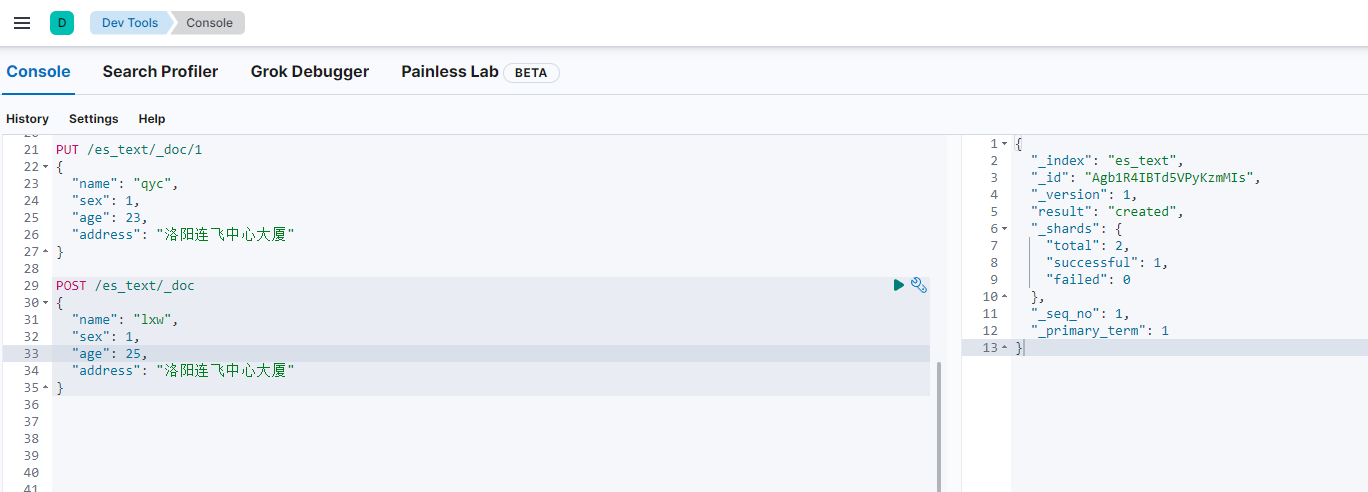 D Dev Tools Console
Console Search Profiler Grok Debugger Painless Lab BETA
History Settings Help
21 PUT /es_text/_doc/1
22 {
23 "name": "qyc",
24 "sex": 1,
25 "age": 23,
26 "address": "洛阳连飞中心大厦"
27 }
28
29 POST /es_text/_doc
30 {
31 "name": "lxw",
32 "sex": 1,
33 "age": 25,
34 "address": "洛阳连飞中心大厦"
35 }
36
37
38
39
40
41
1 {
2 "_index": "es_text",
3 "_id": "Agb1R4IBTd5VPyKzmMIs",
4 "_version": 1,
5 "result": "created",
6 "_shards": {
7 "total": 2,
8 "successful": 1,
9 "failed": 0
10 },
11 "_seq_no": 1,
12 "_primary_term": 1
13 }